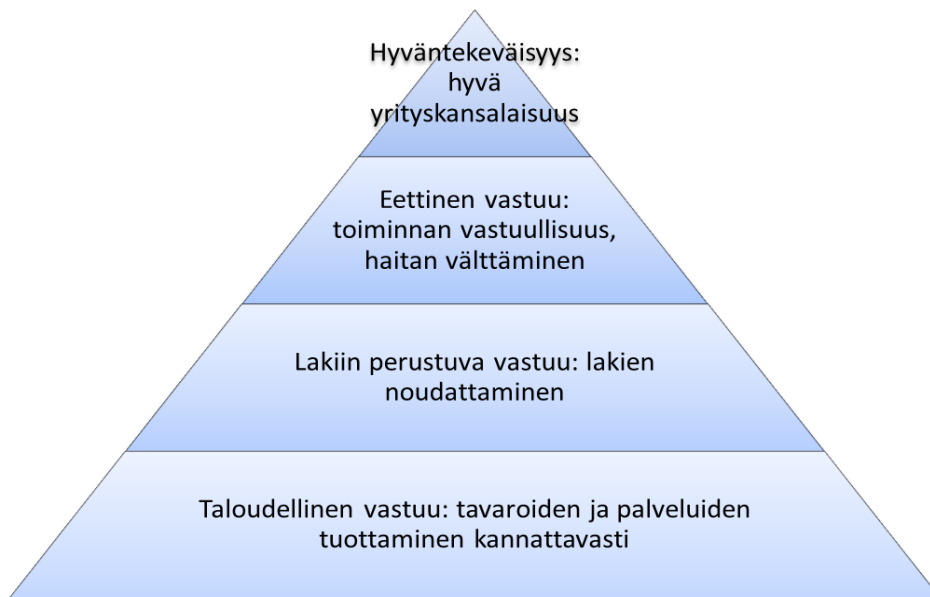 Hyväntekeväisyys:
hyvä
yrityskansalaisuus
Eettinen vastuu:
toiminnan vastuullisuus,
haitan välttäminen
Lakiin perustuva vastuu: lakien
noudattaminen
Taloudellinen vastuu: tavaroiden ja palveluiden
tuottaminen kannattavasti